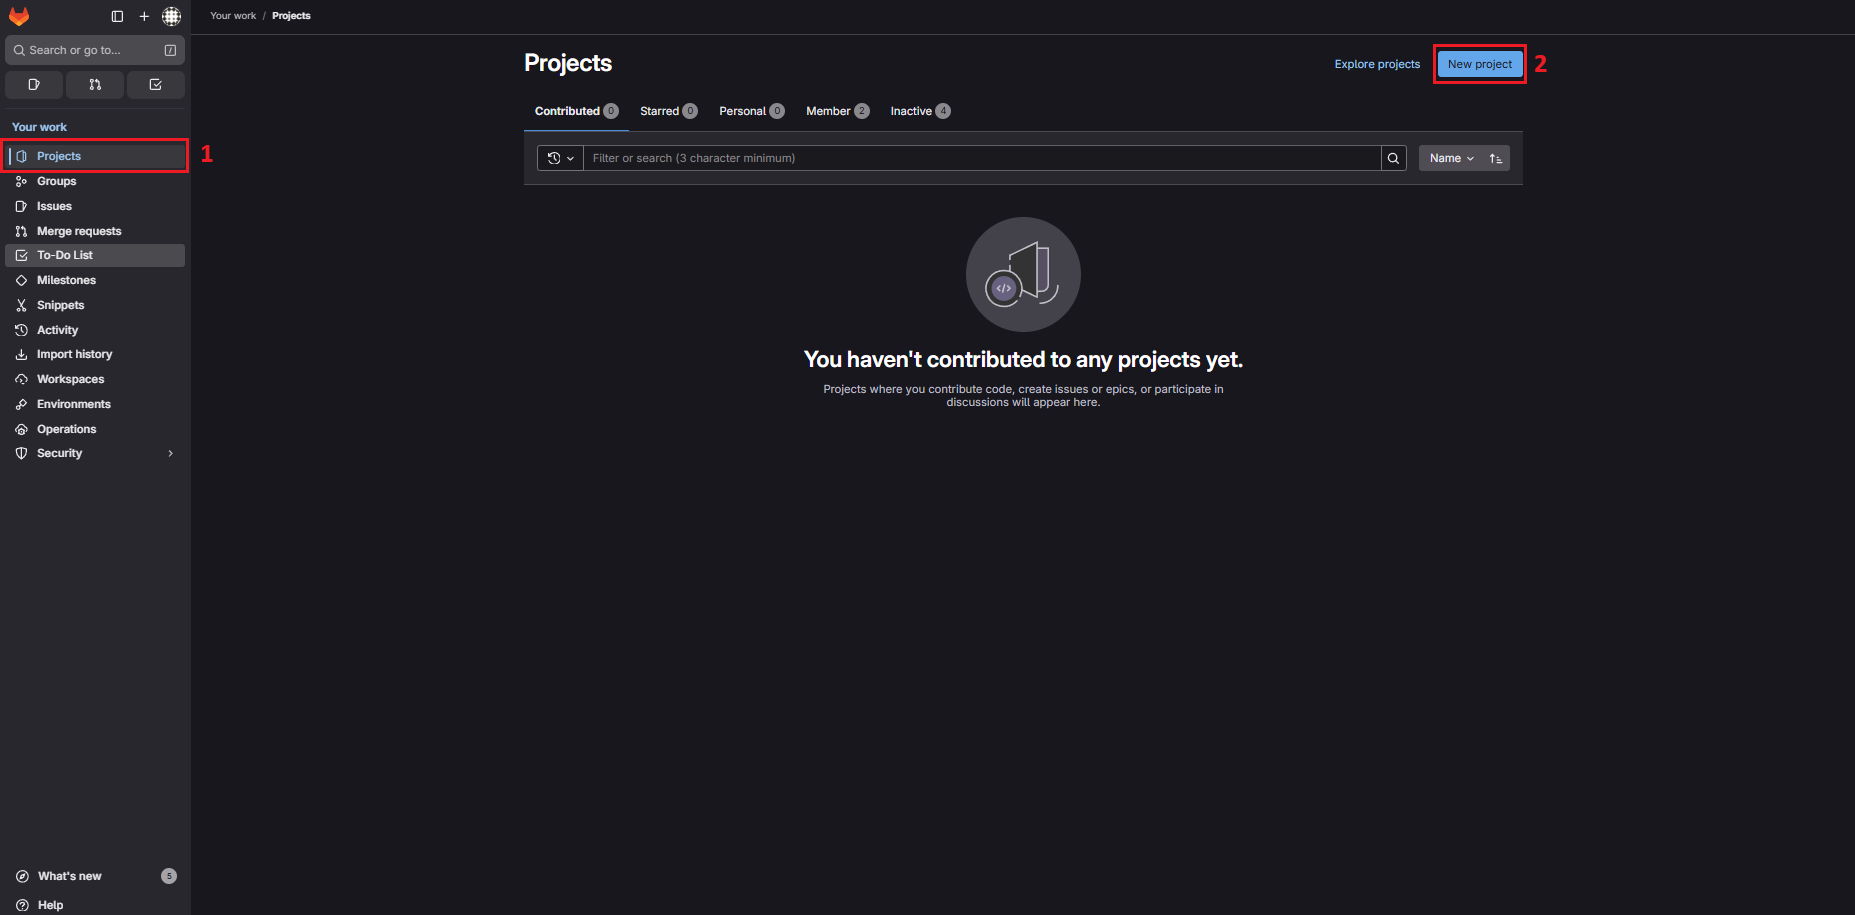 Your work / Projects
Search or go to... /
Your work
Projects 1
Groups
Issues
Merge requests
To-Do List
Milestones
Snippets
Activity
Import history
Workspaces
Environments
Operations
Security
What's new 5
Help
Projects
Explore projects
New project 2
Contributed 0 Starred 0 Personal 0 Member 2 Inactive 4
Filter or search (3 character minimum)
Name
</>
You haven't contributed to any projects yet.
Projects where you contribute code, create issues or epics, or participate in
discussions will appear here.